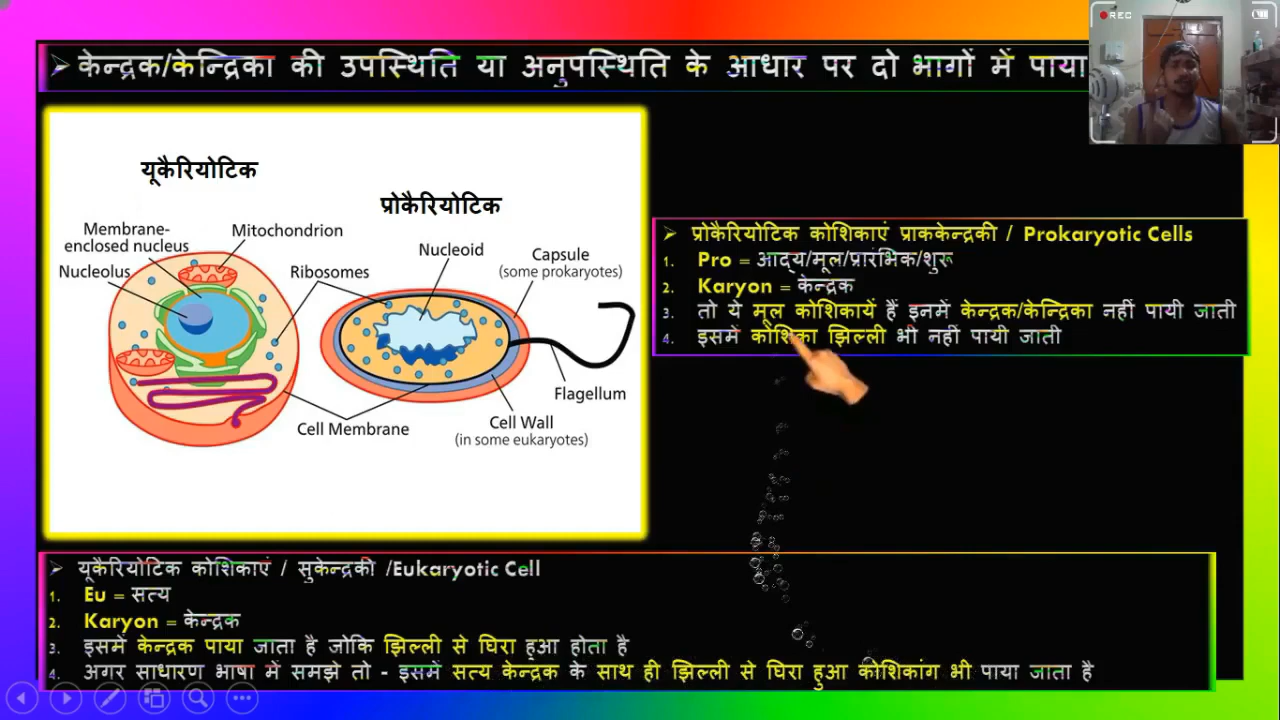 REC
➢ केन्द्रक/केन्द्रिका की उपस्थिति या अनुपस्थिति के आधार पर दो भागों में पाया
यूकैरियोटिक
प्रोकैरियोटिक
Membrane-
enclosed nucleus
Mitochondrion
Nucleolus
Ribosomes
Nucleoid
Capsule
(some prokaryotes)
Flagellum
Cell Membrane
Cell Wall
(in some eukaryotes)
➢ प्रोकैरियोटिक कोशिकाएं प्राककेन्द्रकी / Prokaryotic Cells
1. Pro = आद्य/मूल/प्रारंभिक/शुरू
2. Karyon = केन्द्रक
3. तो ये मूल कोशिकायें हैं इनमें केन्द्रक/केन्द्रिका नहीं पायी जाती
4. इसमें कोशिका झिल्ली भी नहीं पायी जाती
➢ यूकैरियोटिक कोशिकाएं / सुकेन्द्रकी /Eukaryotic Cell
1. Eu = सत्य
2. Karyon = केन्द्रक
3. इसमें केन्द्रक पाया जाता है जोकि झिल्ली से घिरा हुआ होता है
4. अगर साधारण भाषा में समझे तो - इसमें सत्य केन्द्रक के साथ ही झिल्ली से घिरा हुआ कोशिकांग भी पाया जाता है